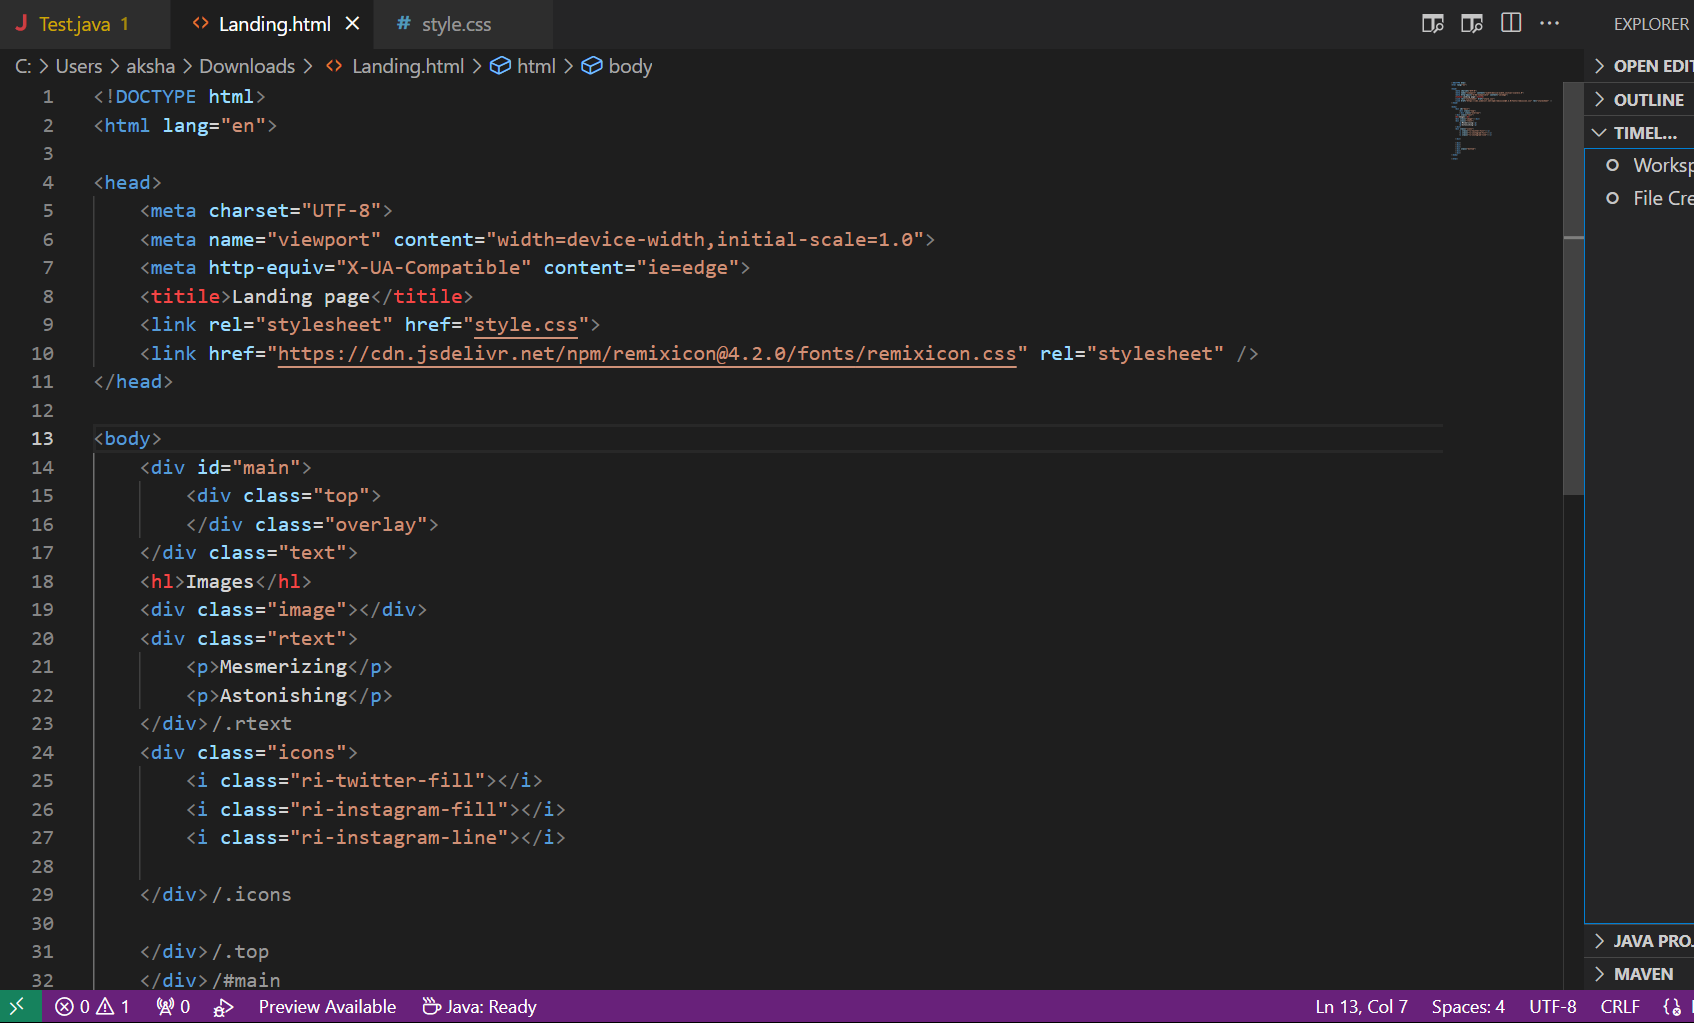 J Test.java 1
<> Landing.html ×
# style.css
EXPLORER
C: > Users > aksha > Downloads > <> Landing.html > html > body
1 <!DOCTYPE html>
2 <html lang="en">
3
4 <head>
5 <meta charset="UTF-8">
6 <meta name="viewport" content="width=device-width,initial-scale=1.0">
7 <meta http-equiv="X-UA-Compatible" content="ie=edge">
8 <titile>Landing page</titile>
9 <link rel="stylesheet" href="style.css">
10 <link href="https://cdn.jsdelivr.net/npm/remixicon@4.2.0/fonts/remixicon.css" rel="stylesheet" />
11 </head>
12
13 <body>
14 <div id="main">
15 <div class="top">
16 </div class="overlay">
17 </div class="text">
18 <hl>Images</hl>
19 <div class="image"></div>
20 <div class="rtext">
21 <p>Mesmerizing</p>
22 <p>Astonishing</p>
23 </div>/.rtext
24 <div class="icons">
25 <i class="ri-twitter-fill"></i>
26 <i class="ri-instagram-fill"></i>
27 <i class="ri-instagram-line"></i>
28
29 </div>/.icons
30
31 </div>/.top
32 </div>/#main
OPEN EDIT
OUTLINE
TIMEL...
Worksp
File Cre
JAVA PRO.
MAVEN
0 1 0 Preview Available Java: Ready
Ln 13, Col 7 Spaces: 4 UTF-8 CRLF